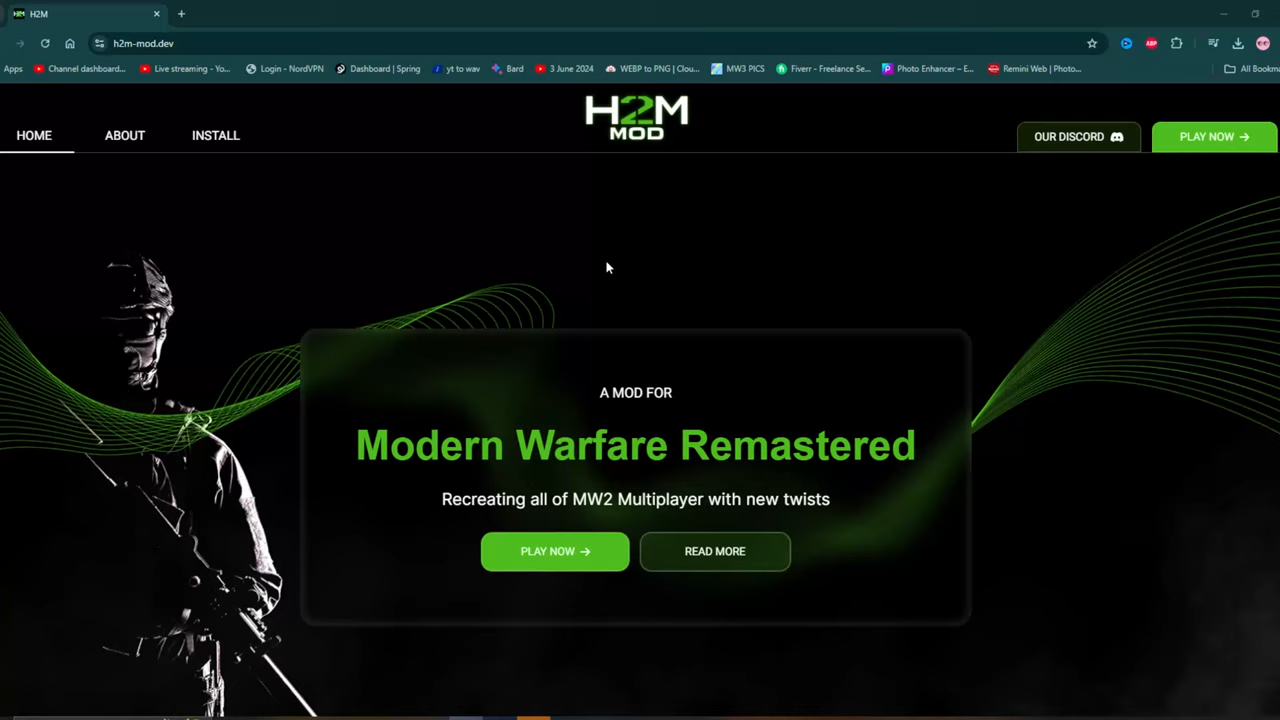 H2M
h2m-mod.dev
Apps
Channel dashboard...
Live streaming - Yo...
Login - NordVPN
Dashboard | Spring
yt to wav
Bard
3 June 2024
WEBP to PNG | Clou...
MW3 PICS
Fiverr - Freelance Se...
Photo Enhancer – E...
Remini Web | Photo...
All Bookma
HOME
ABOUT
INSTALL
H2M
MOD
OUR DISCORD
PLAY NOW →
A MOD FOR
Modern Warfare Remastered
Recreating all of MW2 Multiplayer with new twists
PLAY NOW →
READ MORE